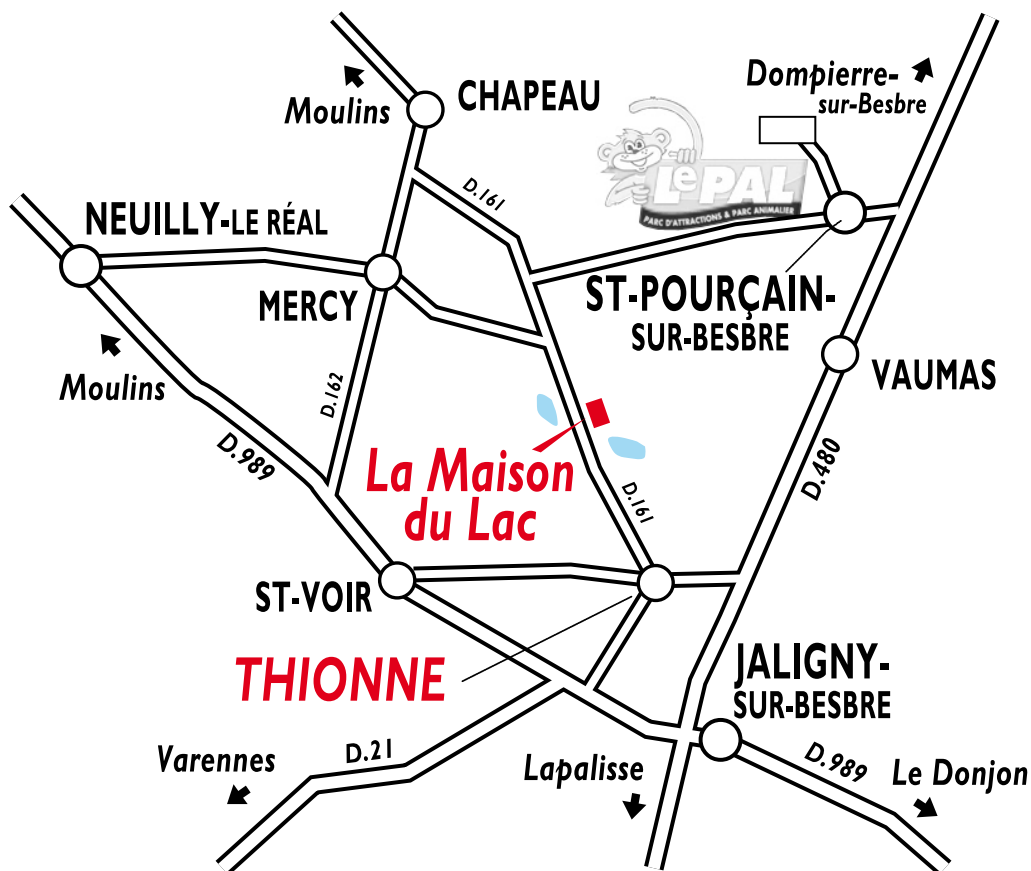 Dompierre-
sur-Besbre
CHAPEAU
Moulins
LePAL
PARC D'ATTRACTIONS & PARC ANIMALIER
D.161
NEUILLY-LE RÉAL
MERCY
ST-POURÇAIN-
SUR-BESBRE
VAUMAS
Moulins
D.162
D.989
La Maison
du Lac
D.161
D.480
ST-VOIR
THIONNE
JALIGNY-
SUR-BESBRE
Varennes
D.21
Lapalisse
D.989
Le Donjon